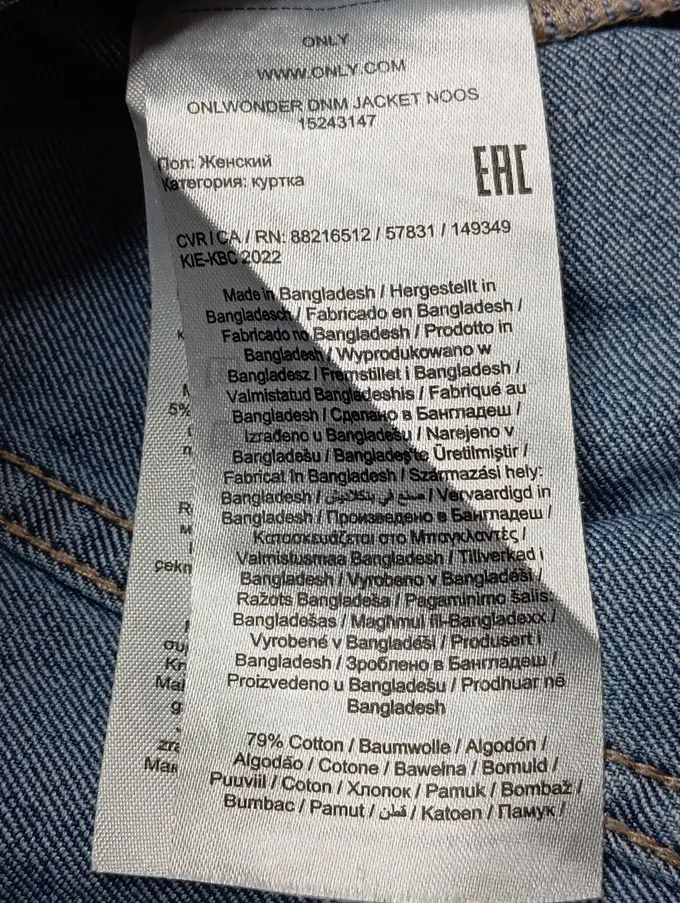 ONLY
WWW.ONLY.COM
ONLWONDER DNM JACKET NOOS
15243147
Пол: Женский
Категория: куртка
EAC
CVR I CA / RN: 88216512 / 57831 / 149349
KIE-KBC 2022
Made in Bangladesh / Hergestellt in
Bangladesch / Fabricado en Bangladesh /
Fabricado no Bangladesh / Prodotto in
Bangladesh / Wyprodukowano w
Bangladesz / Fremstillet i Bangladesh /
Valmistatud Bangladeshis / Fabriqué au
Bangladesh / Сделано в Бангладеш /
Izrađeno u Bangladešu / Narejeno v
Bangladešu / Bangladeş'te Üretilmiştir /
Fabricat în Bangladesh / Származási hely:
Bangladesh / صنع في بنكلاديش / Vervaardigd in
Bangladesh / Произведено в Бангладеш /
Κατασκευάζεται στο Μπαγκλαντές /
Valmistusmaa Bangladesh / Tillverkad i
Bangladesh / Vyrobeno v Bangladéši /
Ražots Bangladeša / Pagaminimo šalis:
Bangladešas / Magħmul fil-Bangladexx /
Vyrobené v Bangladéši / Produsert i
Bangladesh / Зроблено в Бангладеш /
Proizvedeno u Bangladešu / Prodhuar në
Bangladesh
79% Cotton / Baumwolle / Algodón /
Algodão / Cotone / Bawełna / Bomuld /
Puuvill / Coton / Хлопок / Pamuk / Bombaž /
Bumbac / Pamut / قطن / Katoen / Памук /
5%